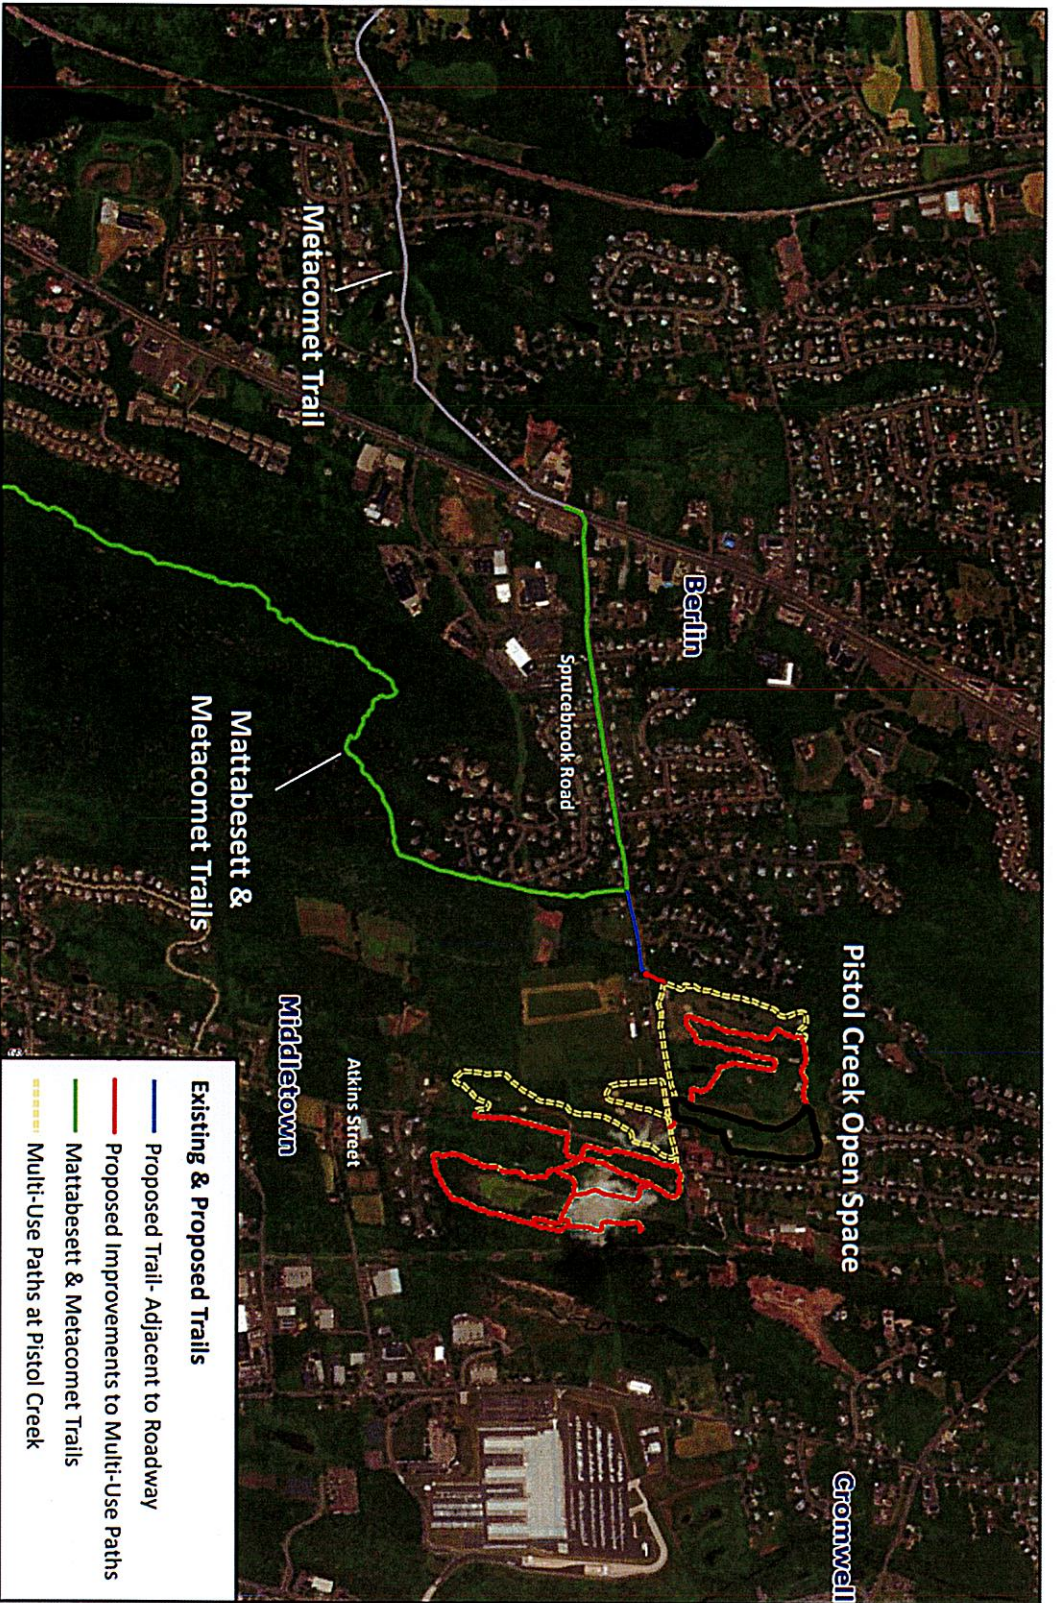 Pistol Creek Open Space
Cromwell
Berlin
Sprucebrook Road
Metacomet Trail
Mattabesett &
Metacomet Trails
Atkins Street
Middletown
Existing & Proposed Trails
Proposed Trail- Adjacent to Roadway
Proposed Improvements to Multi-Use Paths
Mattabesett & Metacomet Trails
Multi-Use Paths at Pistol Creek